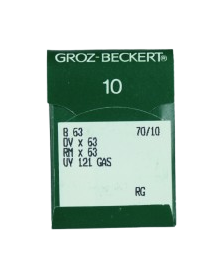 GROZ-BECKERT®
10
B 63 70/10
DV x 63
RM x 63
UY 121 GAS
RG